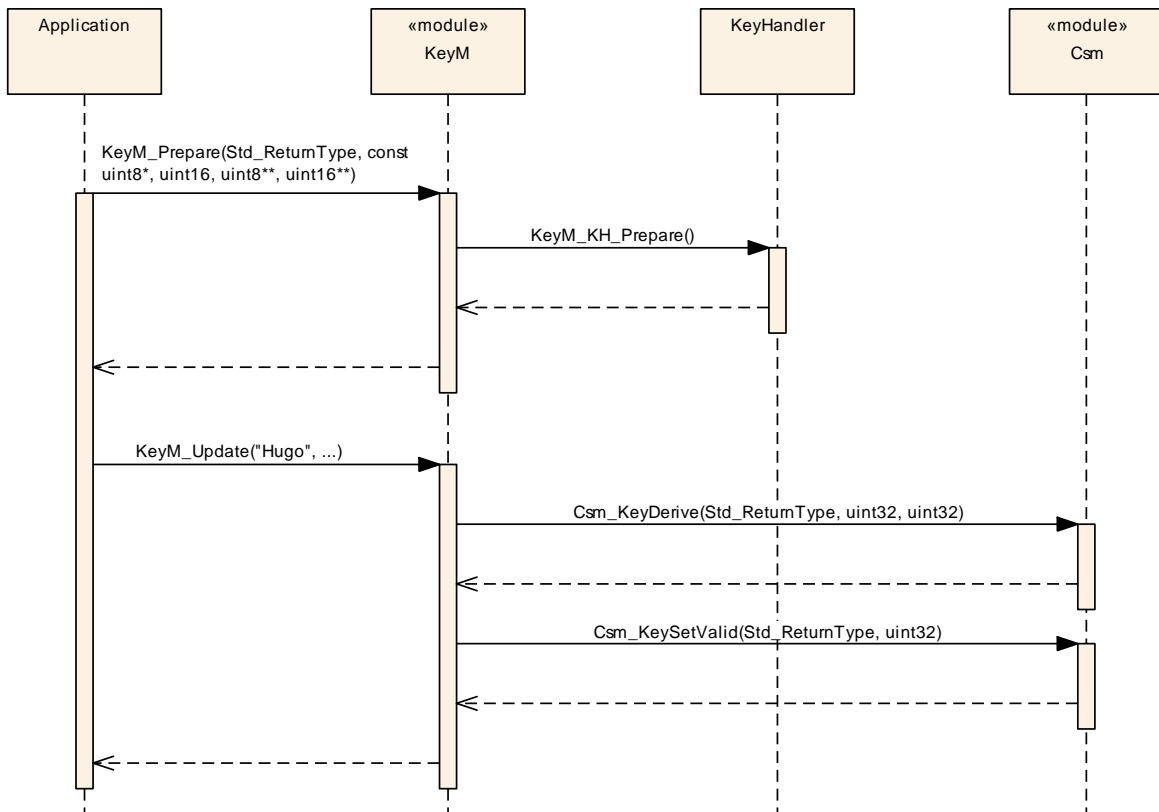 Application
«module»
KeyM
KeyHandler
«module»
Csm
KeyM_Prepare(Std_ReturnType, const
uint8*, uint16, uint8**, uint16**)
KeyM_KH_Prepare()
KeyM_Update("Hugo", ...)
Csm_KeyDerive(Std_ReturnType, uint32, uint32)
Csm_KeySetValid(Std_ReturnType, uint32)